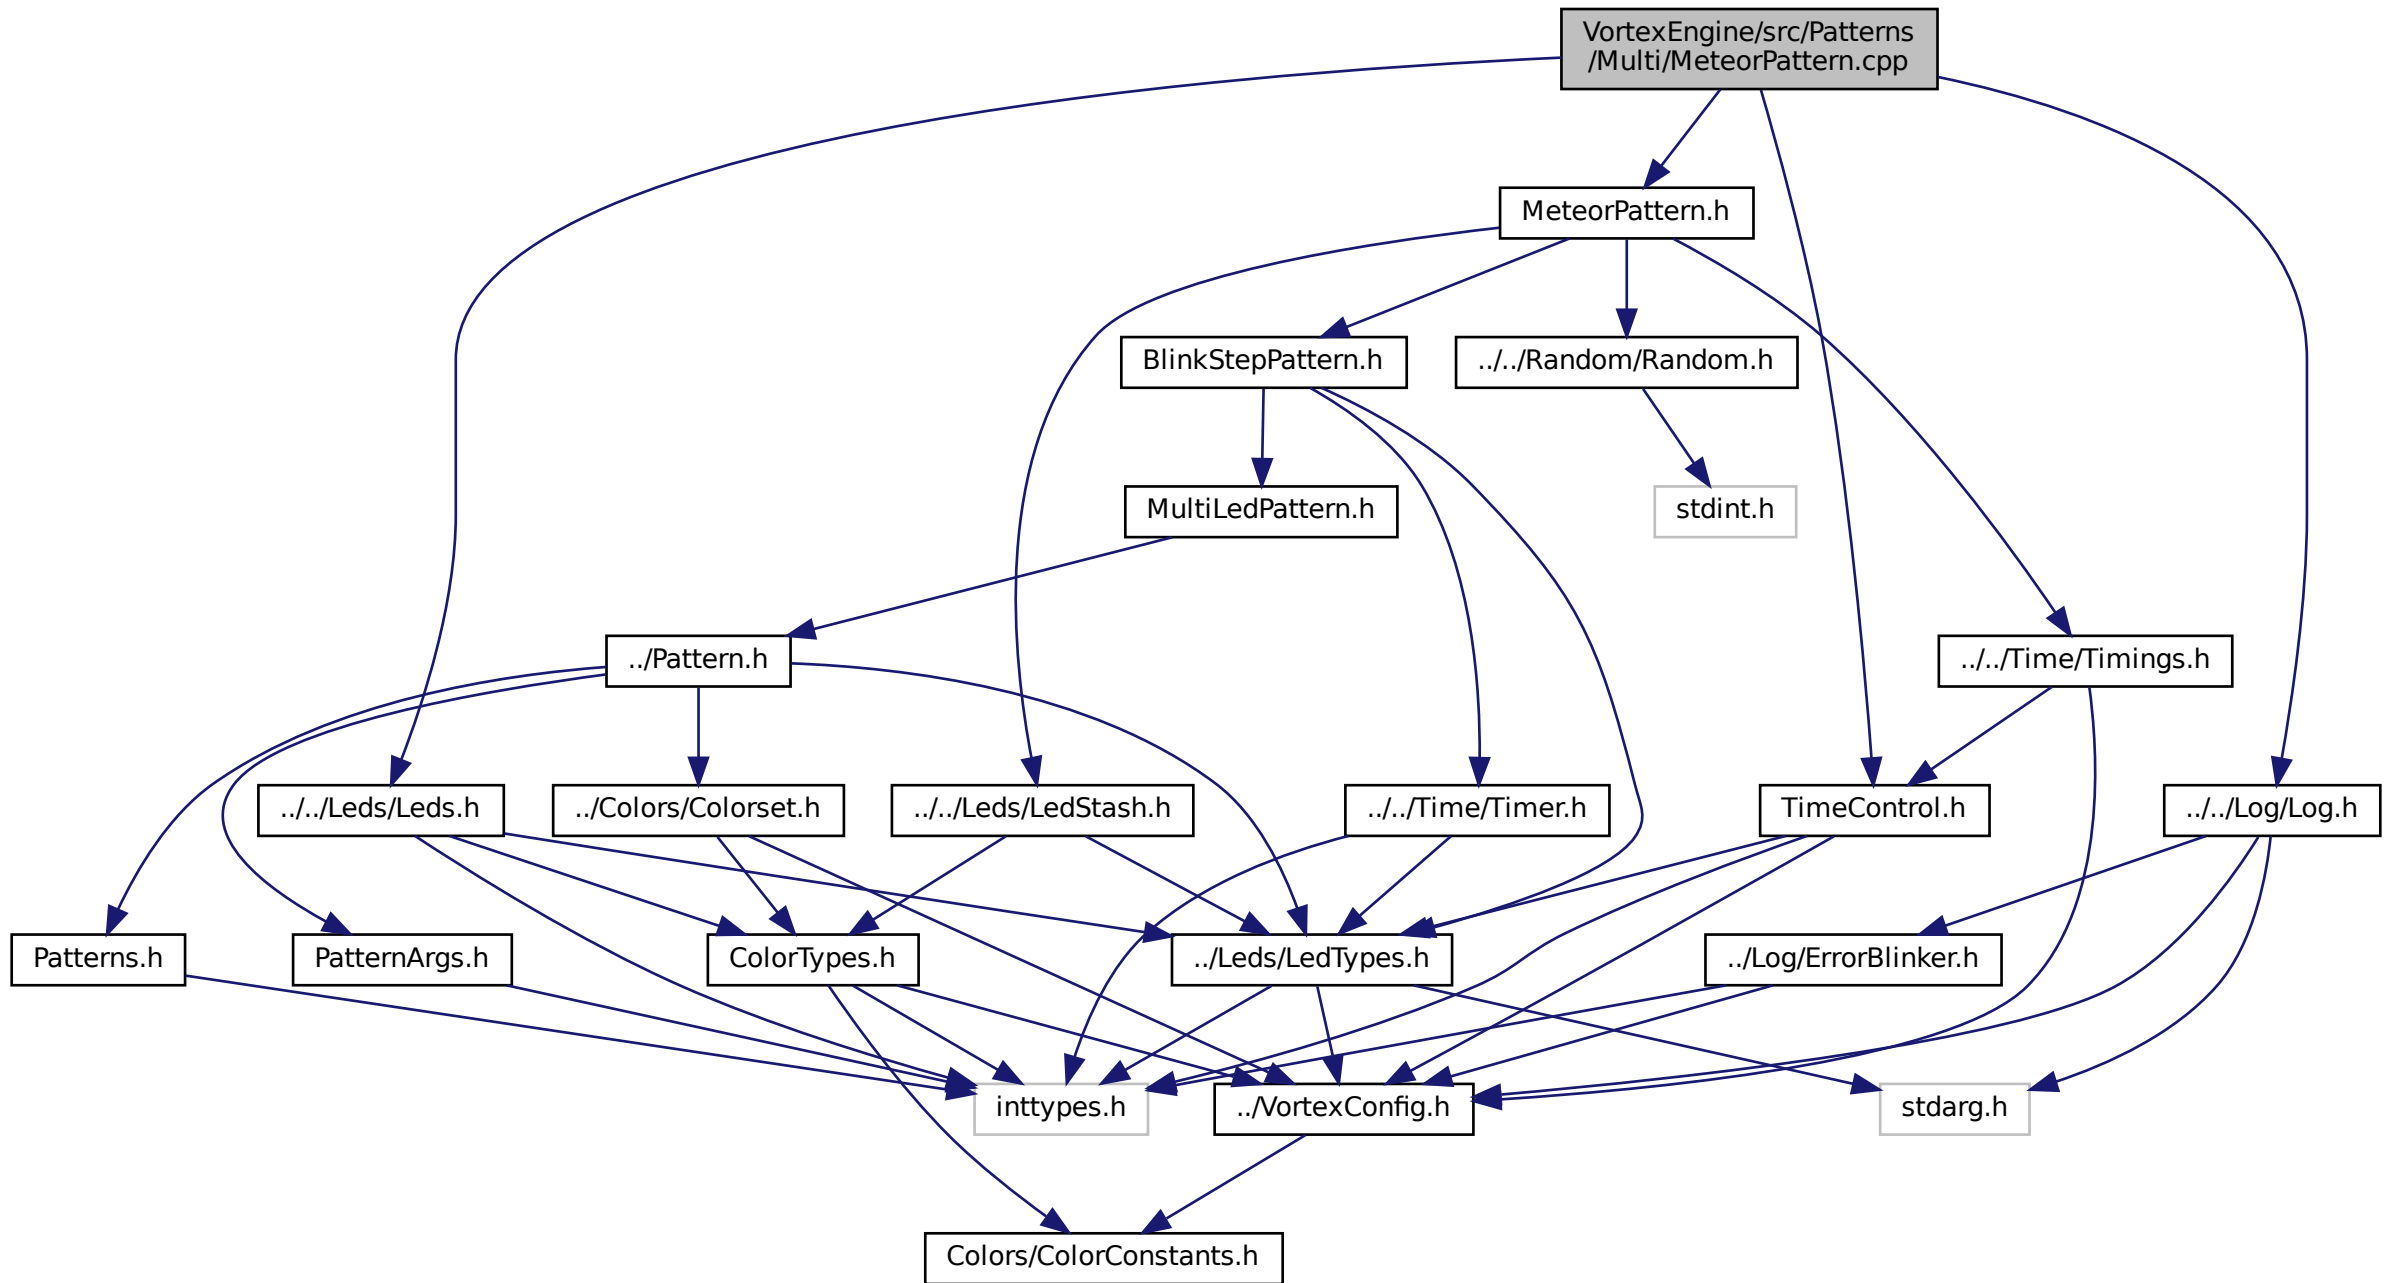 VortexEngine/src/Patterns
/Multi/MeteorPattern.cpp
MeteorPattern.h
BlinkStepPattern.h
../../Random/Random.h
MultiLedPattern.h
stdint.h
../Pattern.h
../../Time/Timings.h
../../Leds/Leds.h
../Colors/Colorset.h
../../Leds/LedStash.h
../../Time/Timer.h
TimeControl.h
../../Log/Log.h
Patterns.h
PatternArgs.h
ColorTypes.h
../Leds/LedTypes.h
../Log/ErrorBlinker.h
inttypes.h
../VortexConfig.h
stdarg.h
Colors/ColorConstants.h